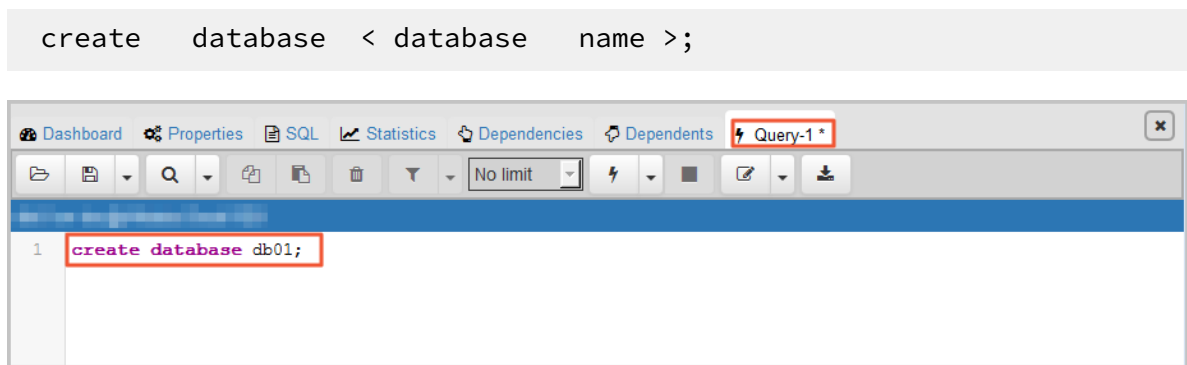 create database < database name >;
Dashboard Properties SQL Statistics Dependencies Dependents Query-1 *
No limit
1 create database db01;